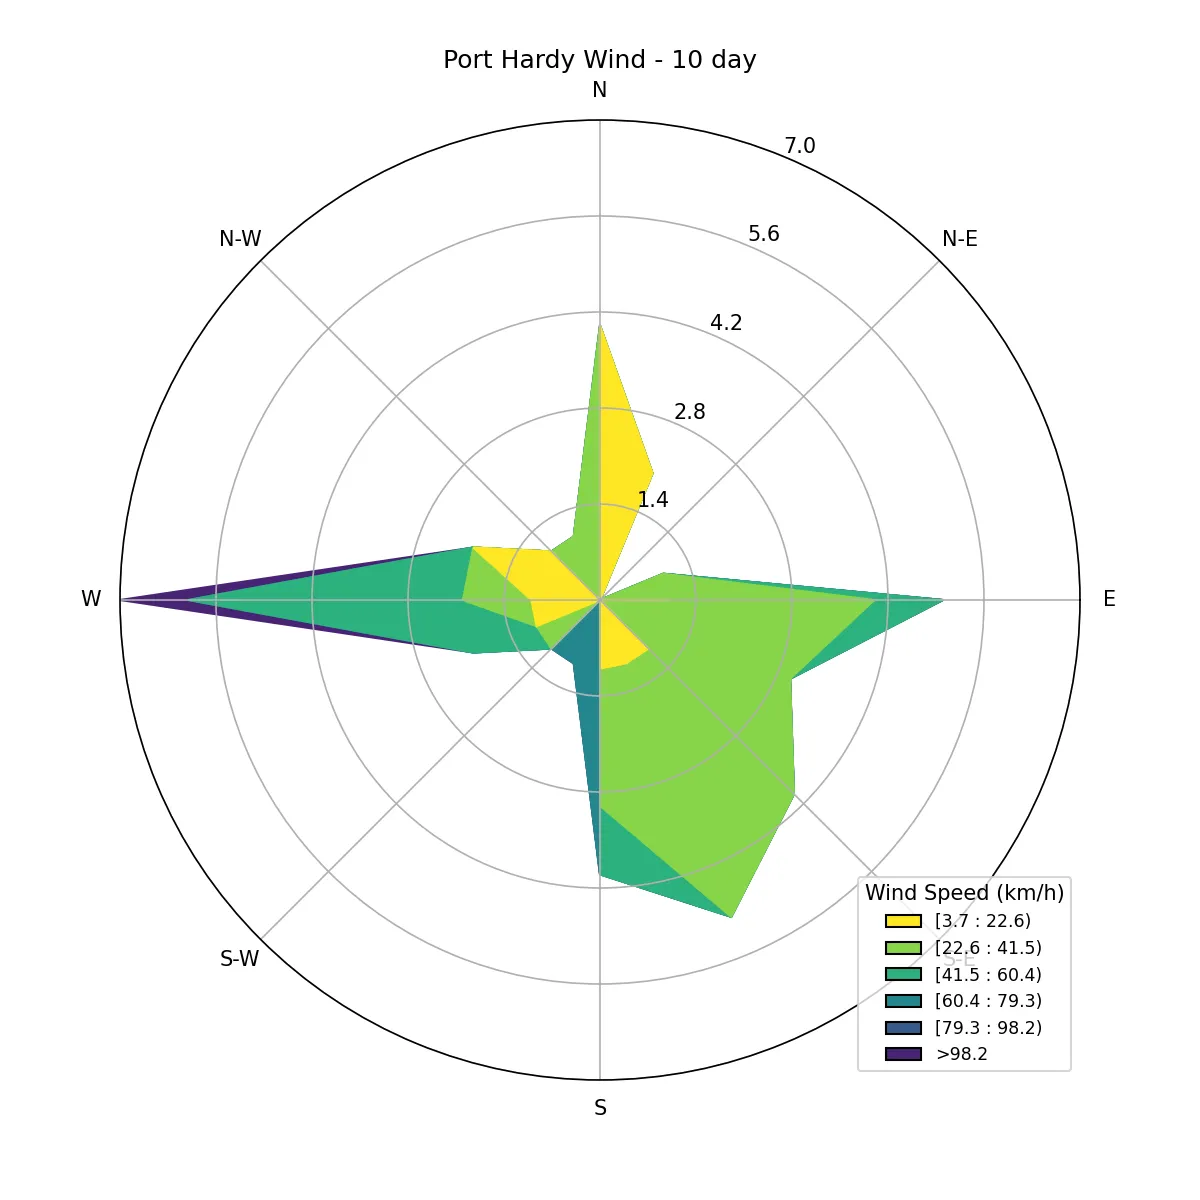 Port Hardy Wind - 10 day
N
7.0
N-W
5.6
N-E
4.2
2.8
1.4
W
E
Wind Speed (km/h)
[3.7 : 22.6)
[22.6 : 41.5)
S-W
S-E
[41.5 : 60.4)
[60.4 : 79.3)
[79.3 : 98.2)
>98.2
S